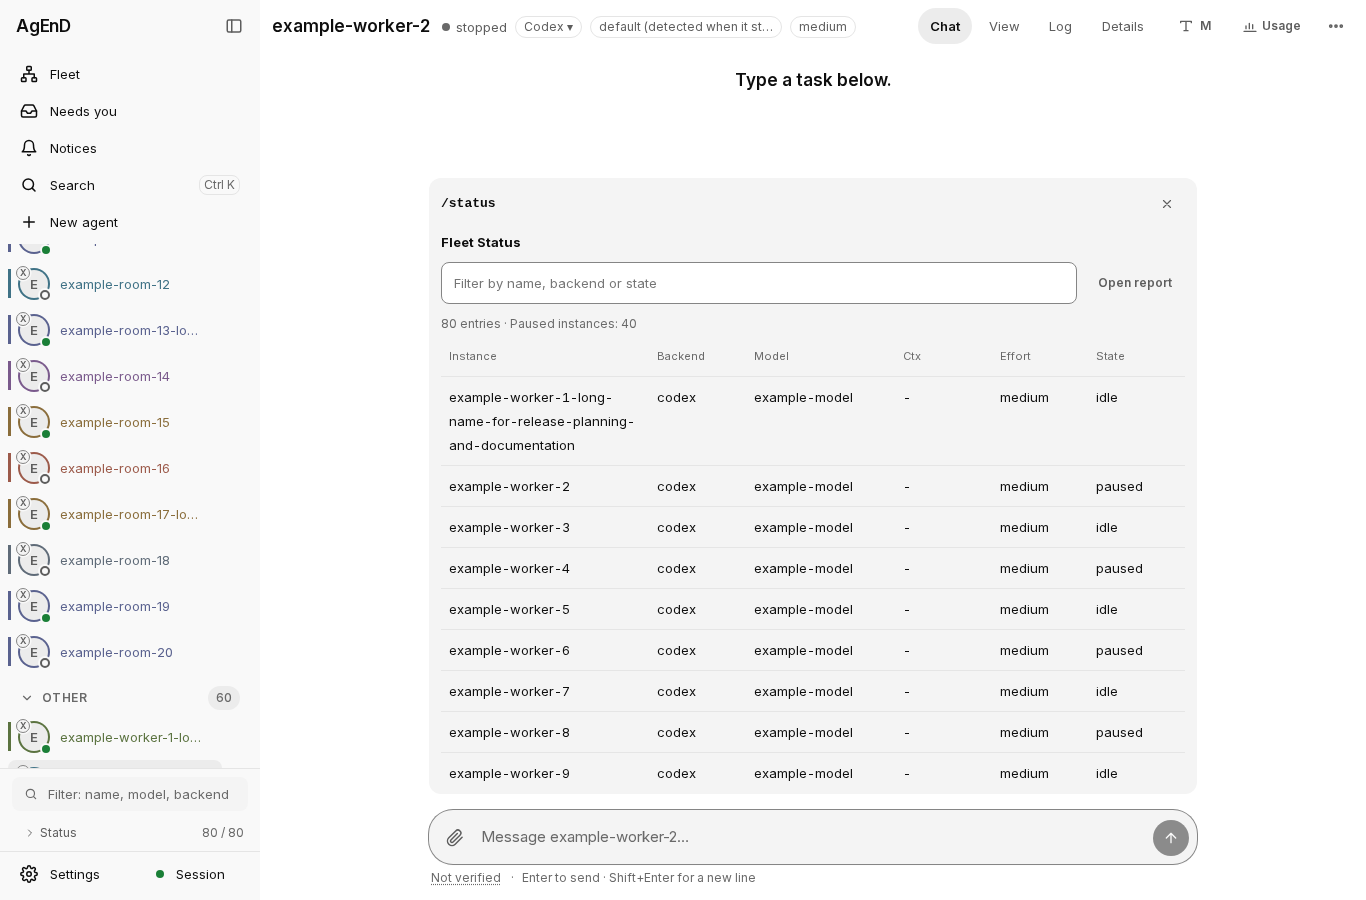 AgEnD
Fleet
Needs you
Notices
Search Ctrl K
New agent
X E example-room-12
X E example-room-13-lo…
X E example-room-14
X E example-room-15
X E example-room-16
X E example-room-17-lo…
X E example-room-18
X E example-room-19
X E example-room-20
OTHER 60
X E example-worker-1-lo…
Filter: name, model, backend
Status 80 / 80
Settings Session
example-worker-2 stopped Codex ▾ default (detected when it st… medium
Chat View Log Details M Usage •••
Type a task below.
/status
Fleet Status
Filter by name, backend or state Open report
80 entries · Paused instances: 40
Instance Backend Model Ctx Effort State
example-worker-1-long- codex example-model - medium idle
name-for-release-planning-
and-documentation
example-worker-2 codex example-model - medium paused
example-worker-3 codex example-model - medium idle
example-worker-4 codex example-model - medium paused
example-worker-5 codex example-model - medium idle
example-worker-6 codex example-model - medium paused
example-worker-7 codex example-model - medium idle
example-worker-8 codex example-model - medium paused
example-worker-9 codex example-model - medium idle
Message example-worker-2...
Not verified · Enter to send · Shift+Enter for a new line